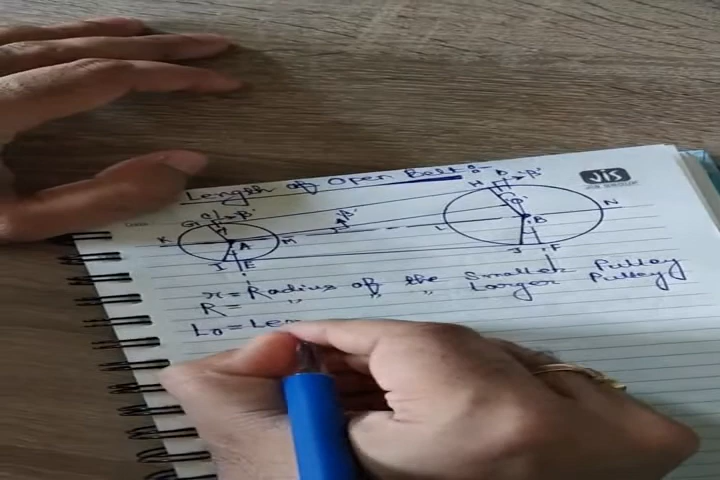 Length of Open Belt :-
JIS
H D β'
G C β' β' Q
K A M L B N
I E J F
r = Radius of the Smaller Pulley
R = " " " Larger Pulley
Lo = Len